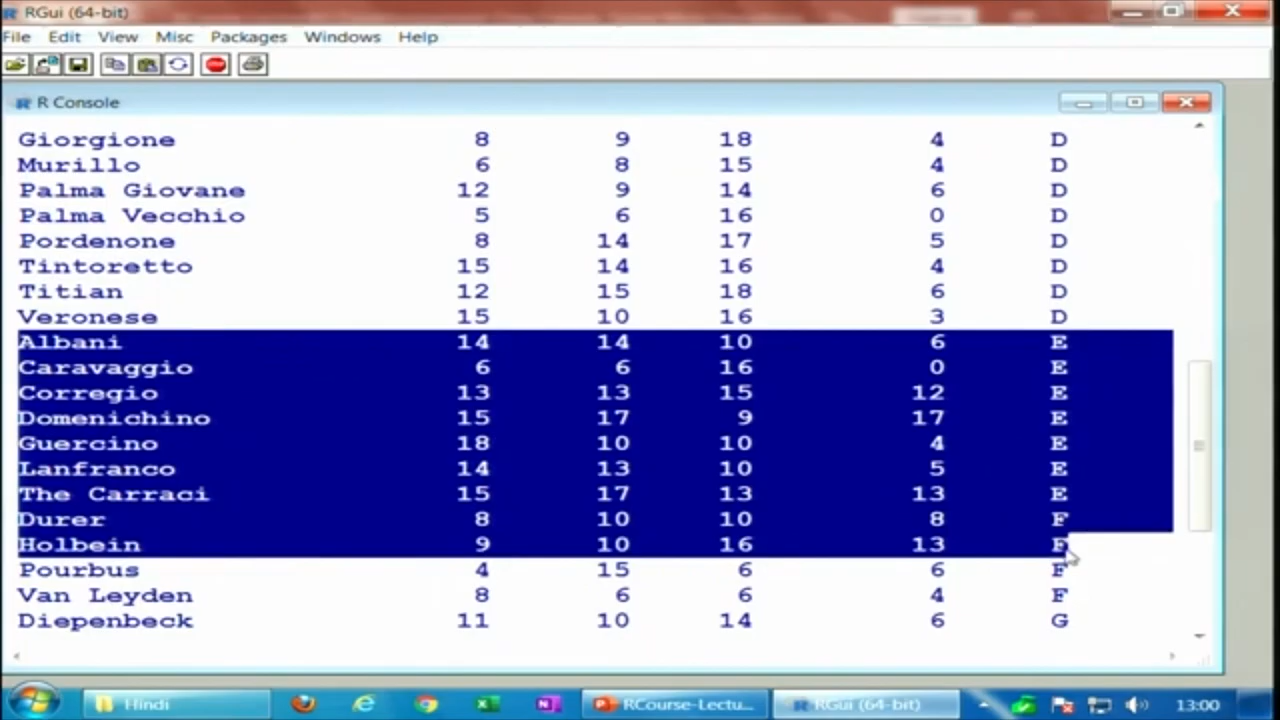 RGui (64-bit)
File Edit View Misc Packages Windows Help
STOP
R Console
Giorgione 8 9 18 4 D
Murillo 6 8 15 4 D
Palma Giovane 12 9 14 6 D
Palma Vecchio 5 6 16 0 D
Pordenone 8 14 17 5 D
Tintoretto 15 14 16 4 D
Titian 12 15 18 6 D
Veronese 15 10 16 3 D
Albani 14 14 10 6 E
Caravaggio 6 6 16 0 E
Corregio 13 13 15 12 E
Domenichino 15 17 9 17 E
Guercino 18 10 10 4 E
Lanfranco 14 13 10 5 E
The Carraci 15 17 13 13 E
Durer 8 10 10 8 F
Holbein 9 10 16 13 F
Pourbus 4 15 6 6 F
Van Leyden 8 6 6 4 F
Diepenbeck 11 10 14 6 G
Hindi RCourse-Lectu... RGui (64-bit) 13:00